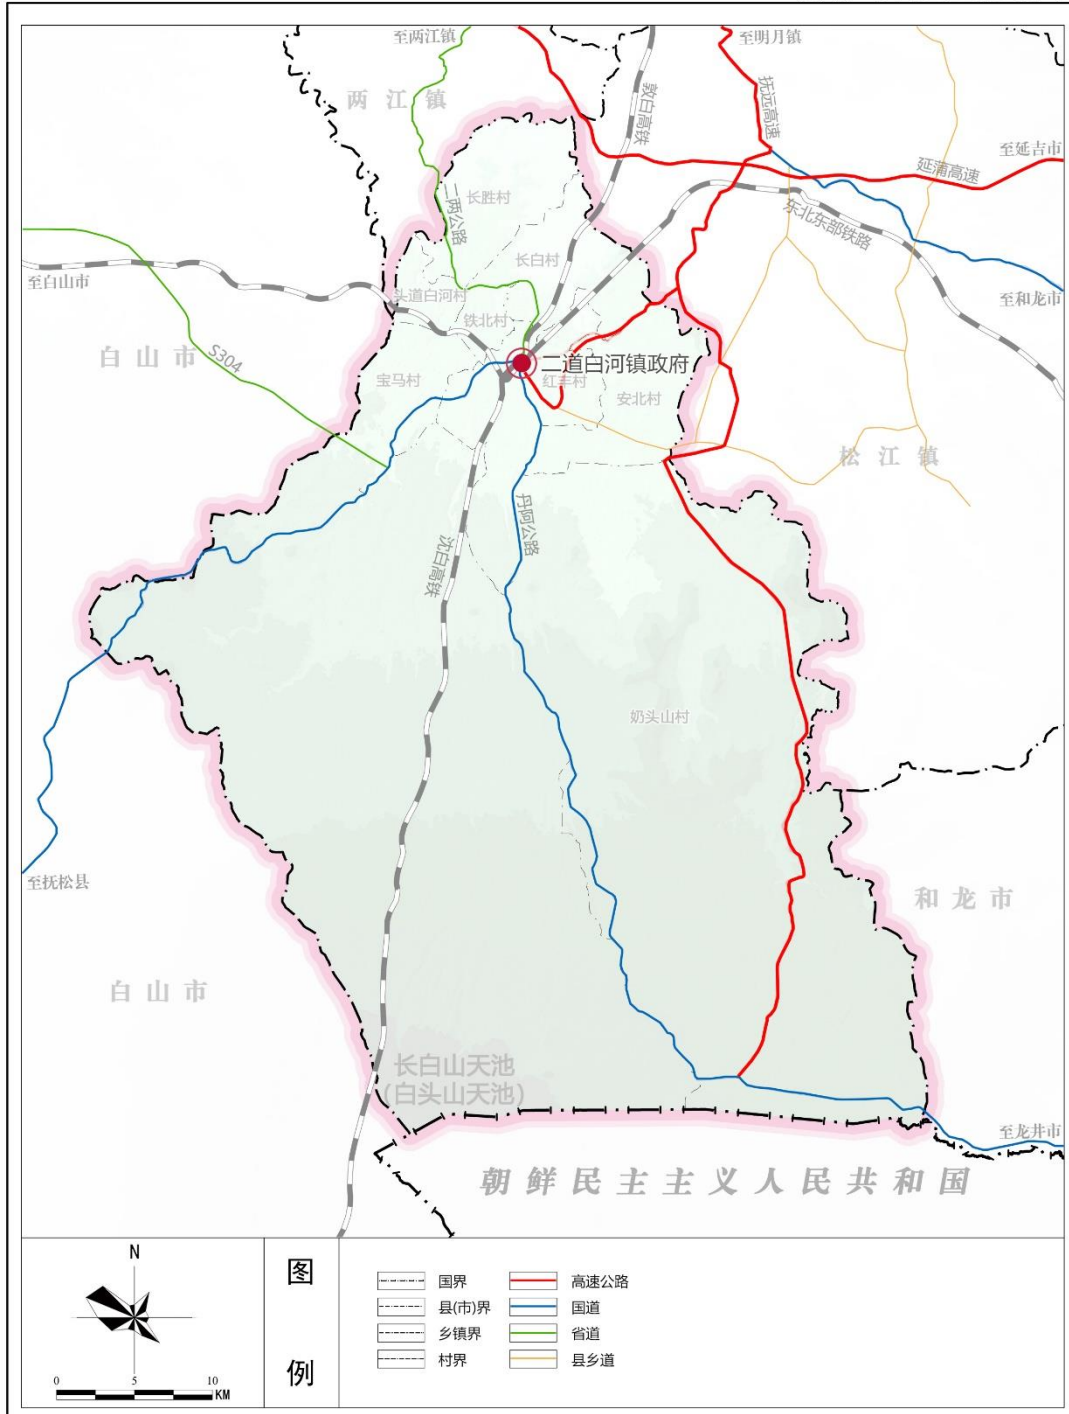 至两江镇
至明月镇
两江镇
敦白高铁
抚远高速
至延吉市
延蒲高速
长胜村
二两公路
东北东部铁路
长白村
至白山市
头道白河村
至和龙市
铁北村
白山市
S304
二道白河镇政府
宝马村
红丰村
安北村
松江镇
丹阿公路
沈白高铁
奶头山村
至抚松县
和龙市
白山市
长白山天池
(白头山天池)
至龙井市
朝鲜民主主义人民共和国
N
0 5 10
KM
图例
国界
高速公路
县(市)界
国道
乡镇界
省道
村界
县乡道